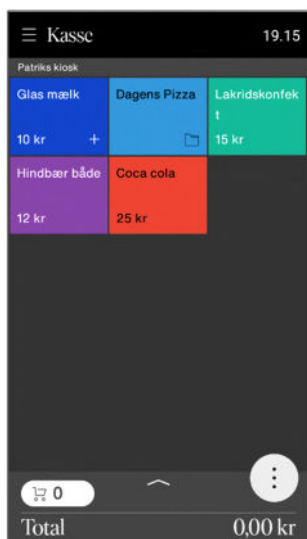 Kasse 19.15
Patriks kiosk
Glas mælk Dagens Pizza Lakridskonfek
t
10 kr + 15 kr
Hindbær både Coca cola
12 kr 25 kr
0
Total 0,00 kr